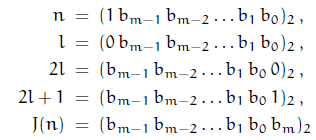 n = (1 b_{m−1} b_{m−2} ... b_1 b_0)_2 ,
l = (0 b_{m−1} b_{m−2} ... b_1 b_0)_2 ,
2l = (b_{m−1} b_{m−2} ... b_1 b_0 0)_2 ,
2l + 1 = (b_{m−1} b_{m−2} ... b_1 b_0 1)_2 ,
J(n) = (b_{m−1} b_{m−2} ... b_1 b_0 b_m)_2